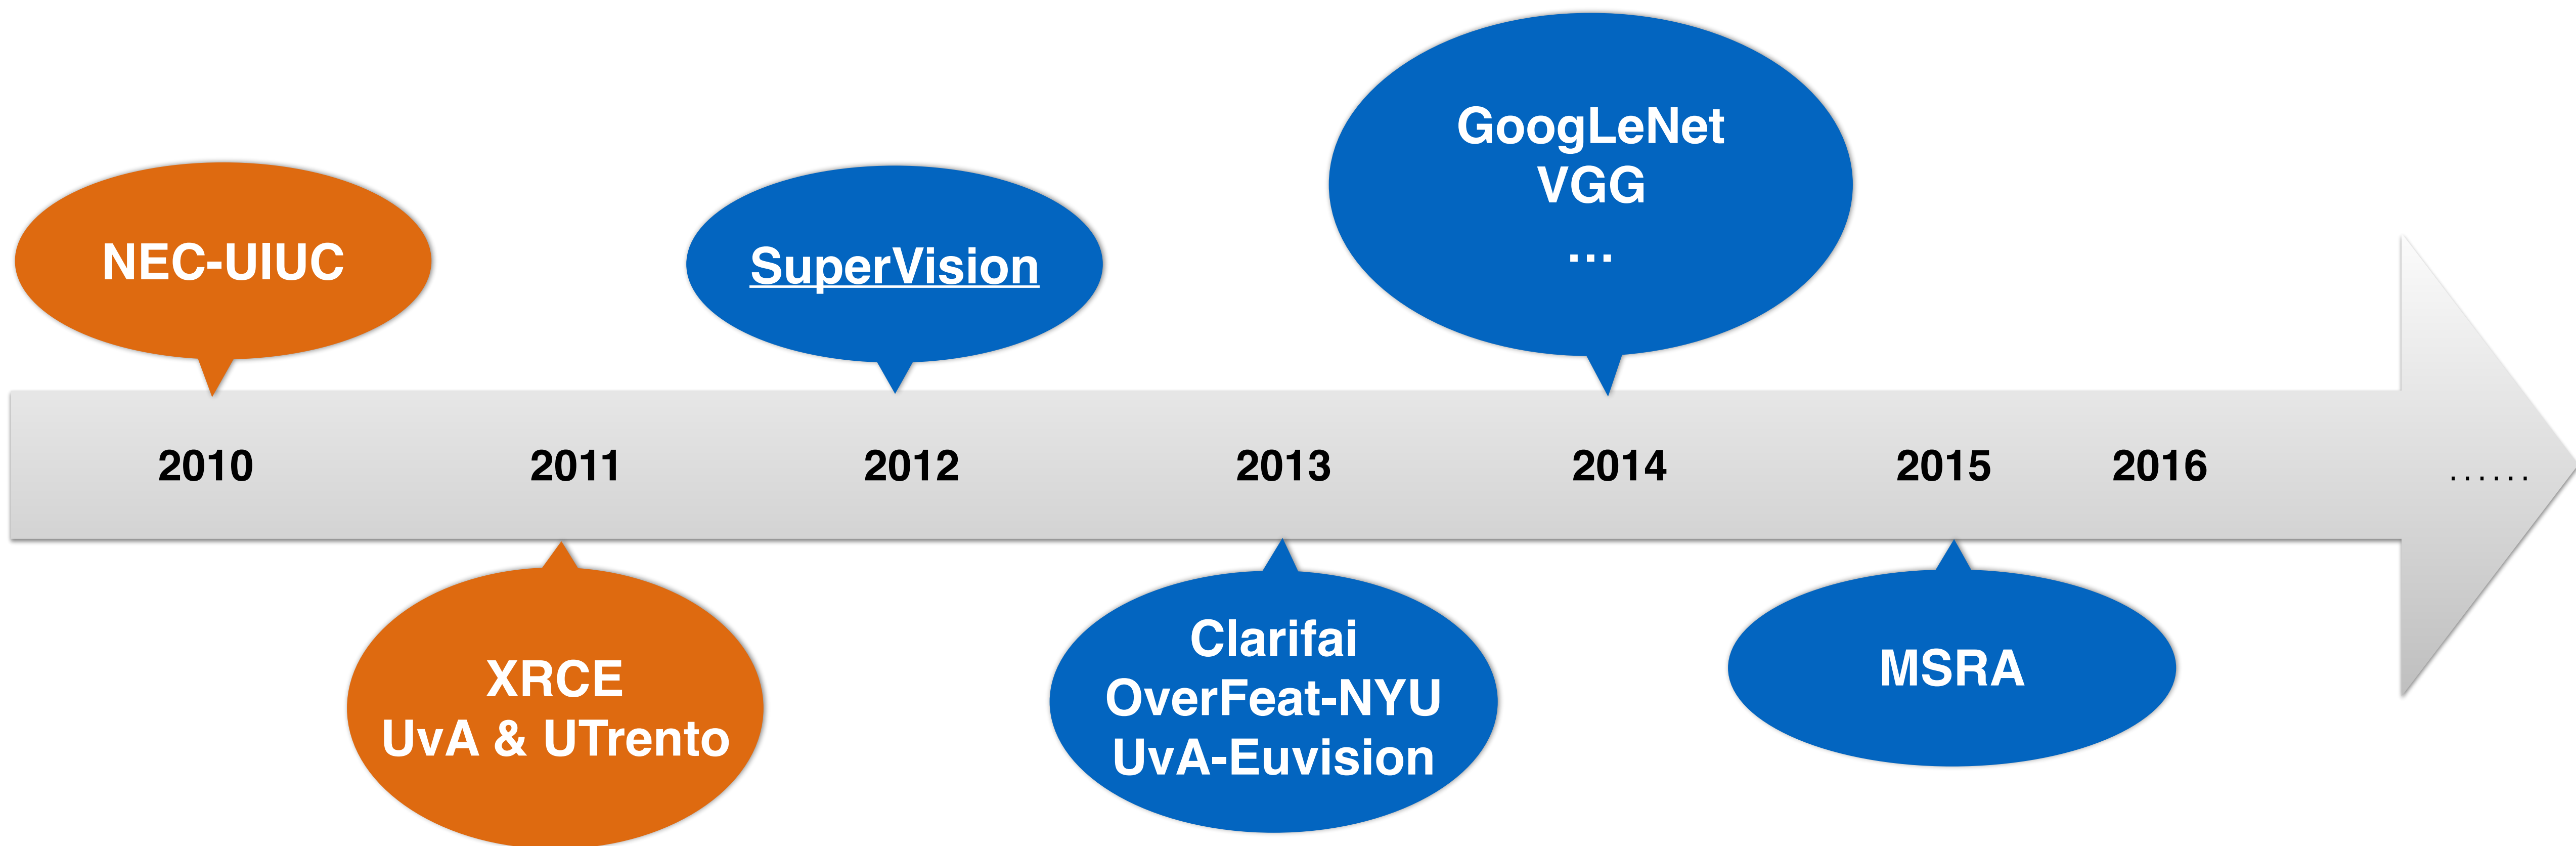 GoogLeNet
VGG
...
NEC-UIUC
SuperVision
2010 2011 2012 2013 2014 2015 2016 ......
XRCE
UvA & UTrento
Clarifai
OverFeat-NYU
UvA-Euvision
MSRA